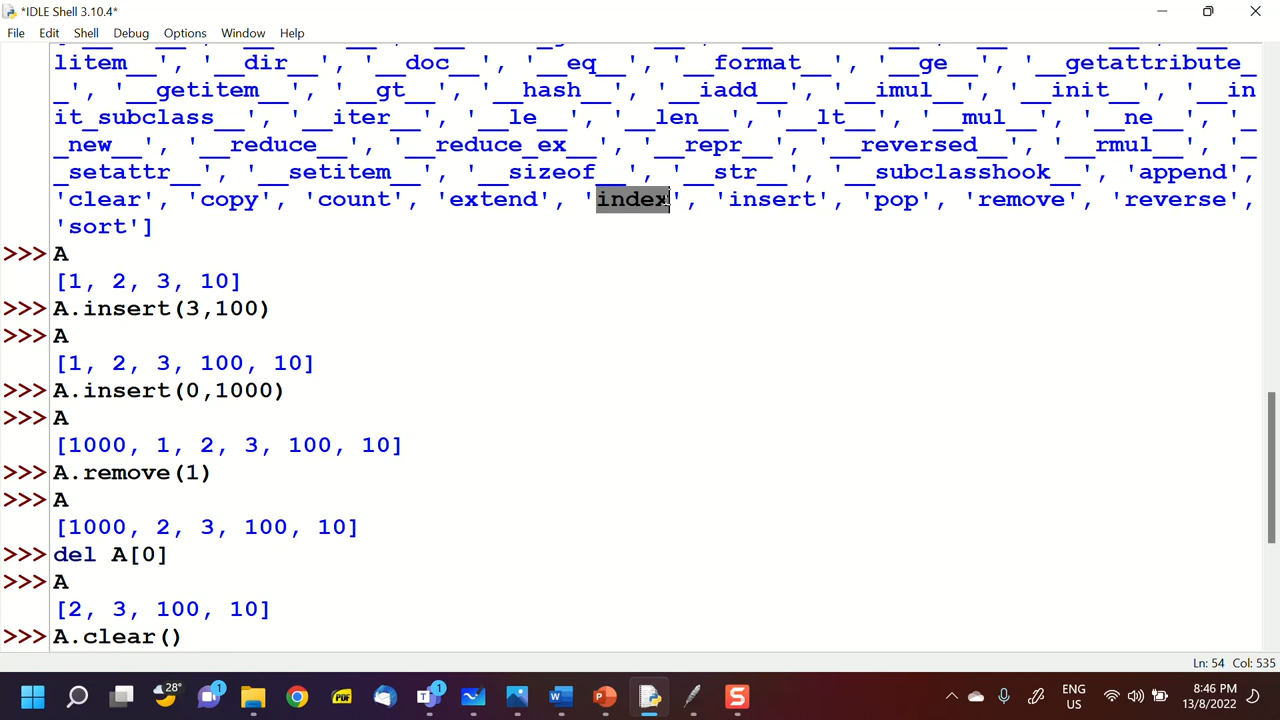 *IDLE Shell 3.10.4*
File Edit Shell Debug Options Window Help
litem__', '__dir__', '__doc__', '__eq__', '__format__', '__ge__', '__getattribute_
_', '__getitem__', '__gt__', '__hash__', '__iadd__', '__imul__', '__init__', '__in
it_subclass__', '__iter__', '__le__', '__len__', '__lt__', '__mul__', '__ne__', '_
_new__', '__reduce__', '__reduce_ex__', '__repr__', '__reversed__', '__rmul__', '_
_setattr__', '__setitem__', '__sizeof__', '__str__', '__subclasshook__', 'append',
'clear', 'copy', 'count', 'extend', 'index', 'insert', 'pop', 'remove', 'reverse',
'sort']
>>> A
[1, 2, 3, 10]
>>> A.insert(3,100)
>>> A
[1, 2, 3, 100, 10]
>>> A.insert(0,1000)
>>> A
[1000, 1, 2, 3, 100, 10]
>>> A.remove(1)
>>> A
[1000, 2, 3, 100, 10]
>>> del A[0]
>>> A
[2, 3, 100, 10]
>>> A.clear()
Ln: 54 Col: 535
28°
1
PDF
1
ENG
US
8:46 PM
13/8/2022